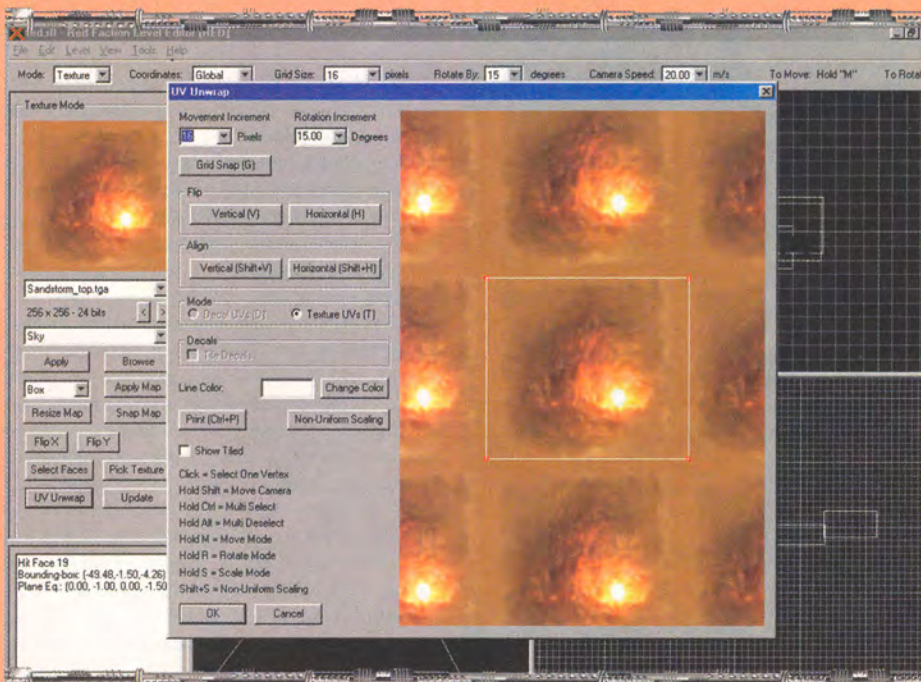 ed.rfl - Red Faction Level Editor [RED]
File Edit Level View Tools Help
Mode: Texture Coordinates: Global Grid Size: 16 pixels Rotate By: 15 degrees Camera Speed: 20.00 m/s To Move: Hold "M" To Rotat
Texture Mode
Sandstorm_top.tga
256 x 256 - 24 bits < >
Sky
Apply Browse
Box Apply Map
Resize Map Snap Map
Flip X Flip Y
Select Faces Pick Texture
UV Unwrap Update
Hit Face 19
Bounding-box: (-49.48,-1.50,-4.26)
Plane Eq.: (0.00, -1.00, 0.00, -1.50
UV Unwrap
Movement Increment Rotation Increment
16 Pixels 15.00 Degrees
Grid Snap (G)
Flip
Vertical (V) Horizontal (H)
Align
Vertical (Shift+V) Horizontal (Shift+H)
Mode
Decal UVs (D) Texture UVs (T)
Decals
Tile Decals
Line Color: Change Color
Print (Ctrl+P) Non-Uniform Scaling
Show Tiled
Click = Select One Vertex
Hold Shift = Move Camera
Hold Ctrl = Multi Select
Hold Alt = Multi Deselect
Hold M = Move Mode
Hold R = Rotate Mode
Hold S = Scale Mode
Shift+S = Non-Uniform Scaling
OK Cancel